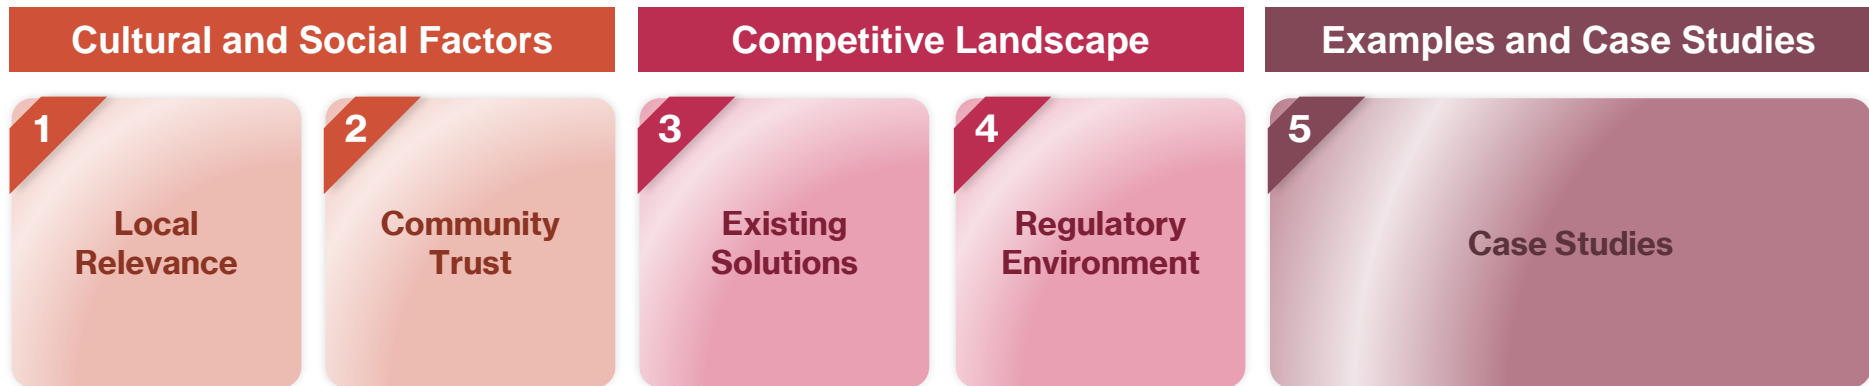 Cultural and Social Factors
1
Local
Relevance
2
Community
Trust
Competitive Landscape
3
Existing
Solutions
4
Regulatory
Environment
Examples and Case Studies
5
Case Studies